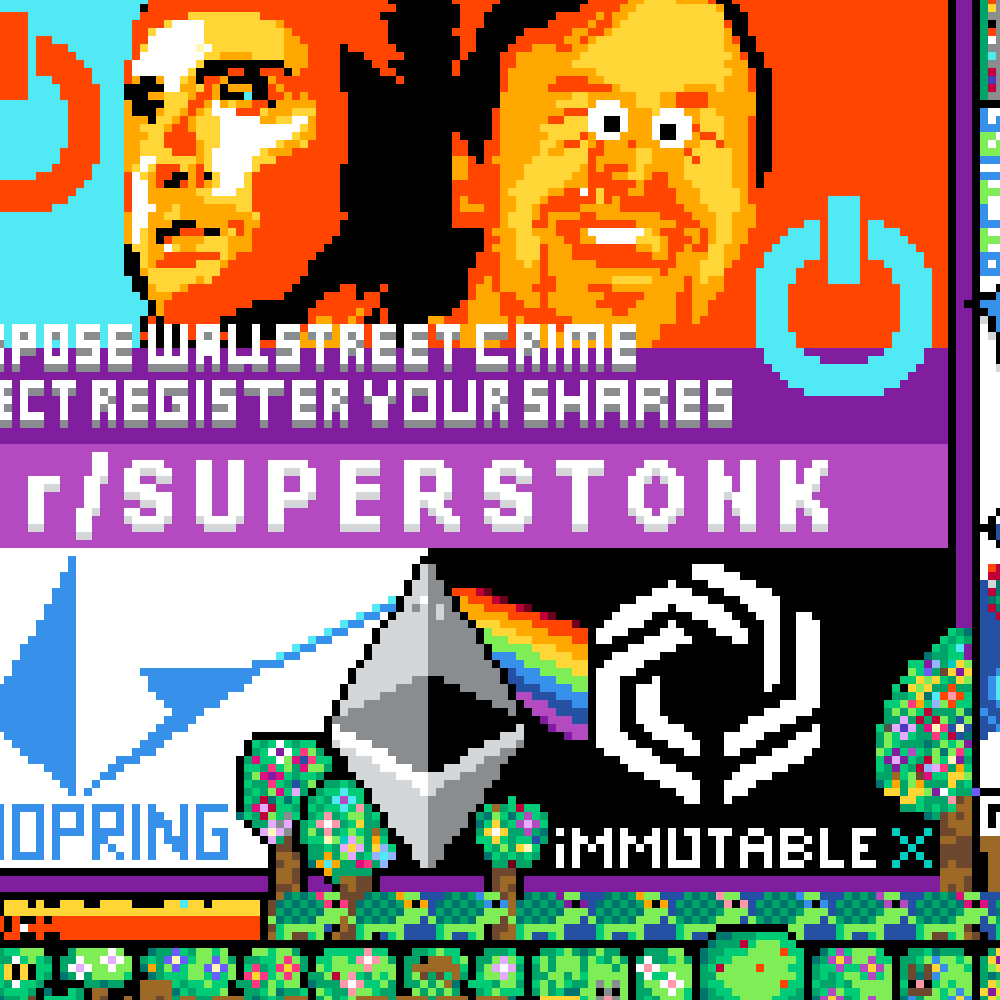 POSE WALLSTREET CRIME
ECT REGISTER YOUR SHARES
r/SUPERSTONK
OPRING
iMMUTABLE X